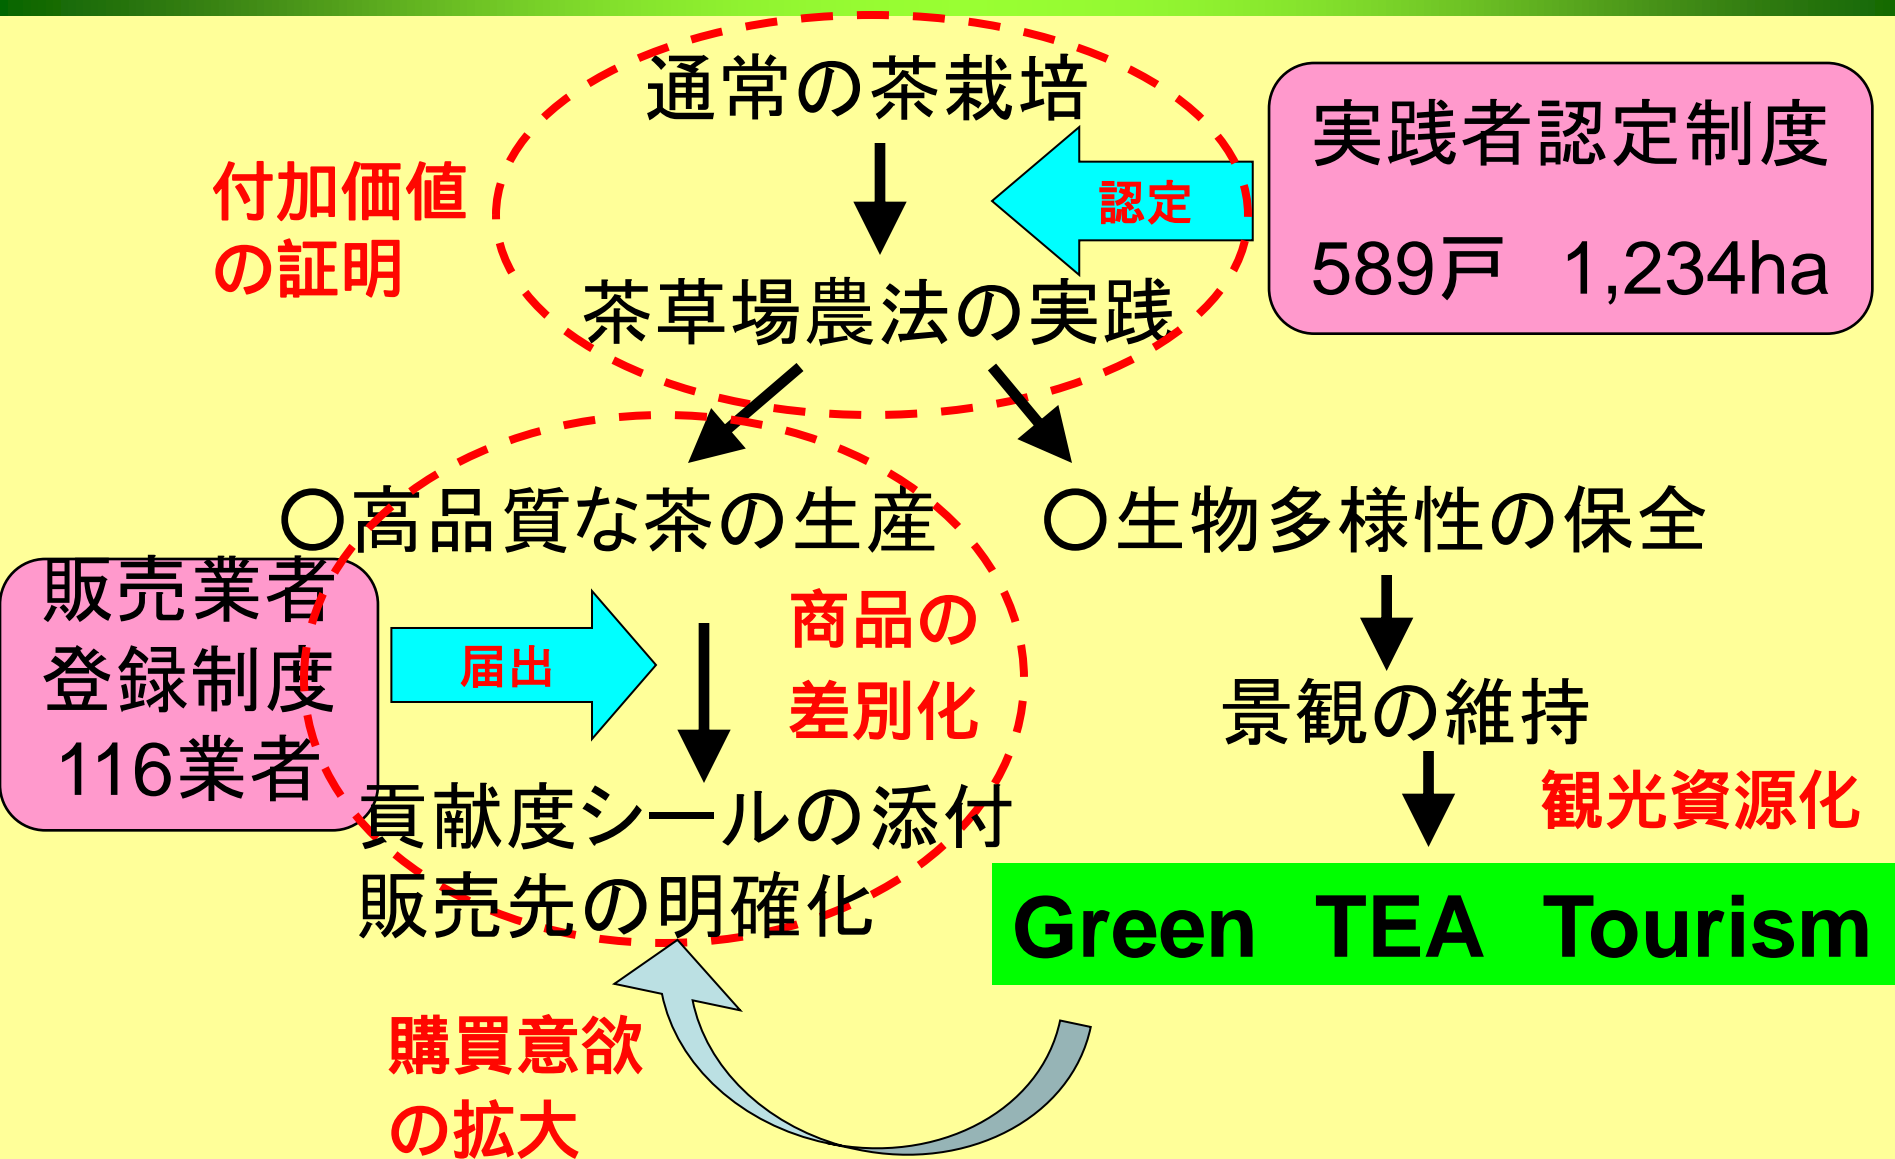 通常の茶栽培
実践者認定制度
589戸 1,234ha
認定
付加価値
の証明
茶草場農法の実践
○高品質な茶の生産
○生物多様性の保全
販売業者
登録制度
116業者
届出
商品の
差別化
景観の維持
観光資源化
貢献度シールの添付
販売先の明確化
Green TEA Tourism
購買意欲
の拡大